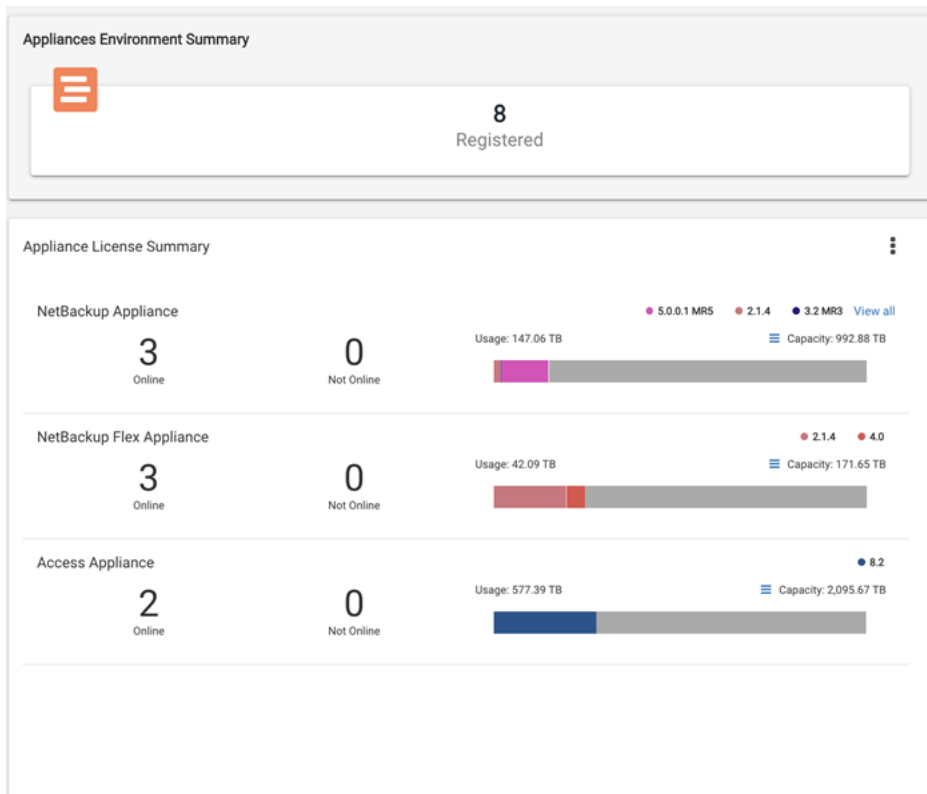 Appliances Environment Summary
8
Registered
Appliance License Summary
NetBackup Appliance
5.0.0.1 MR5 2.1.4 3.2 MR3 View all
3 0
Online Not Online
Usage: 147.06 TB Capacity: 992.88 TB
NetBackup Flex Appliance
2.1.4 4.0
3 0
Online Not Online
Usage: 42.09 TB Capacity: 171.65 TB
Access Appliance
8.2
2 0
Online Not Online
Usage: 577.39 TB Capacity: 2,095.67 TB